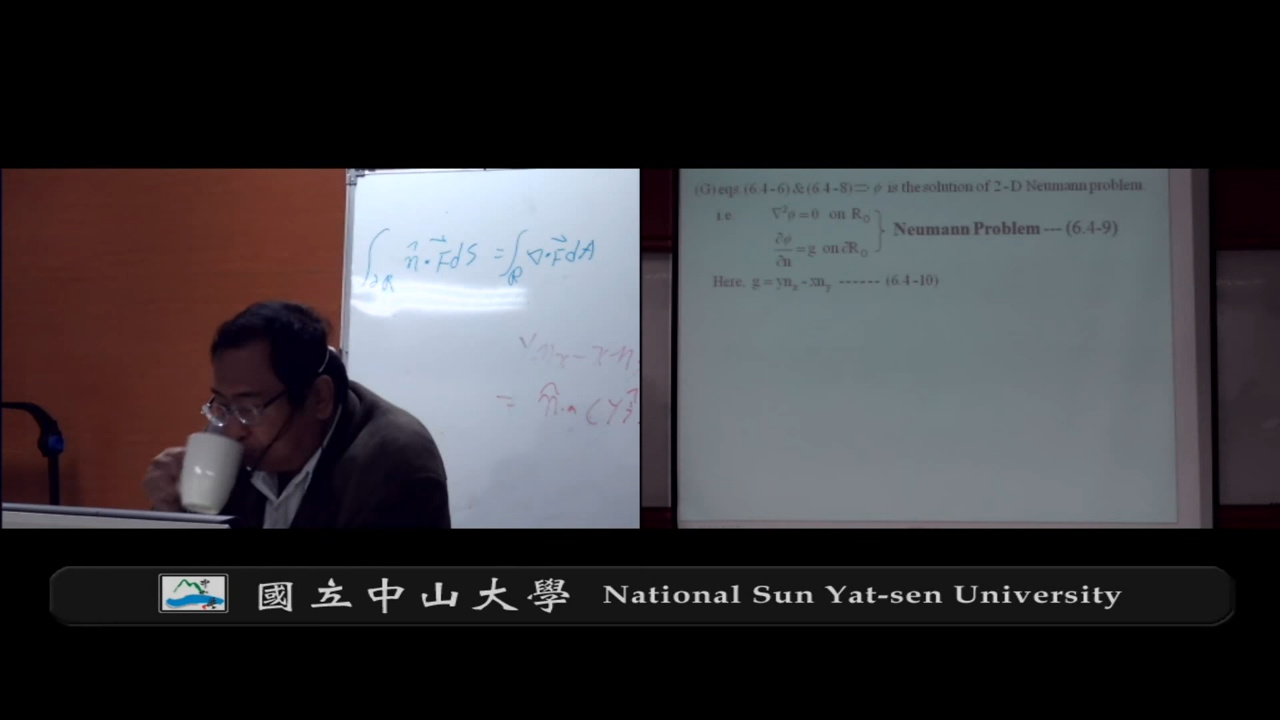 ∫∂R n̂·F⃗ dS = ∫R ∇·F⃗ dA
= n̂·(y
(G) eqs. (6.4-6) & (6.4-8) ⇒ ϕ is the solution of 2-D Neumann problem.
i.e. ∇²ϕ = 0 on R₀
∂ϕ/∂n = g on ∂R₀
Neumann Problem --- (6.4-9)
Here, g = ynₓ - xnᵧ ------ (6.4-10)
國立中山大學 National Sun Yat-sen University